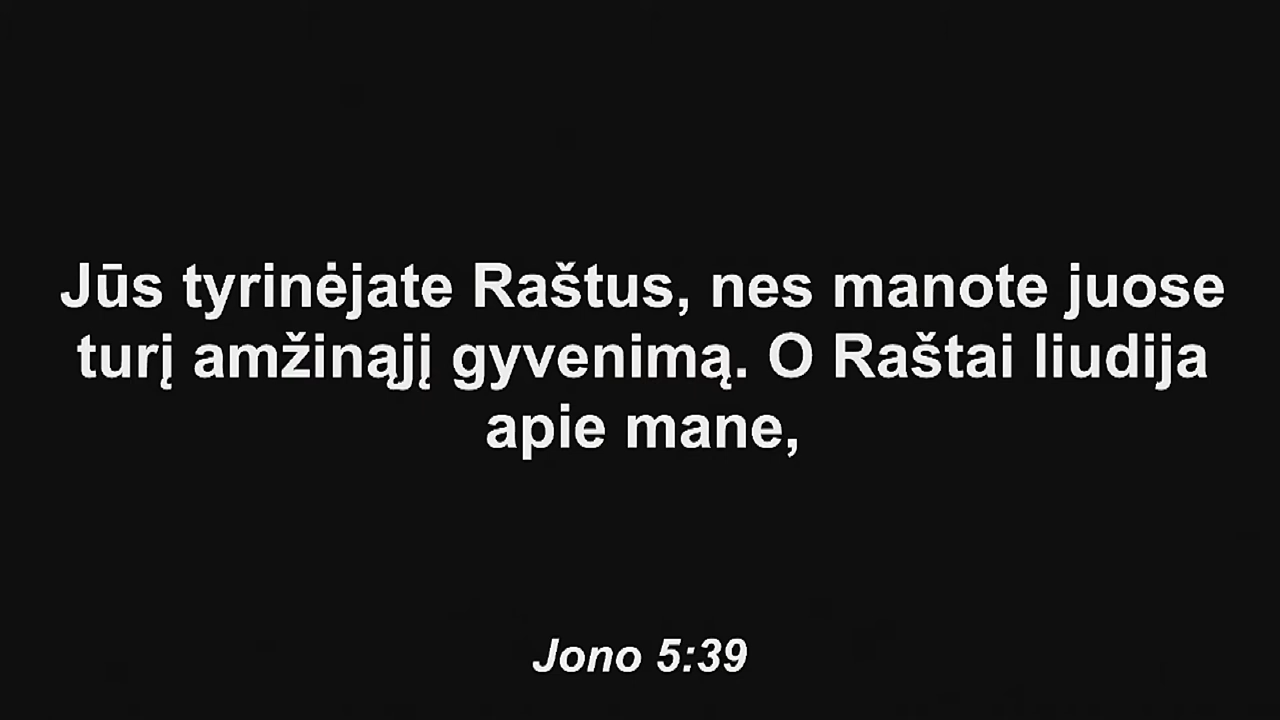 Jūs tyrinėjate Raštus, nes manote juose
turį amžinąjį gyvenimą. O Raštai liudija
apie mane,
Jono 5:39